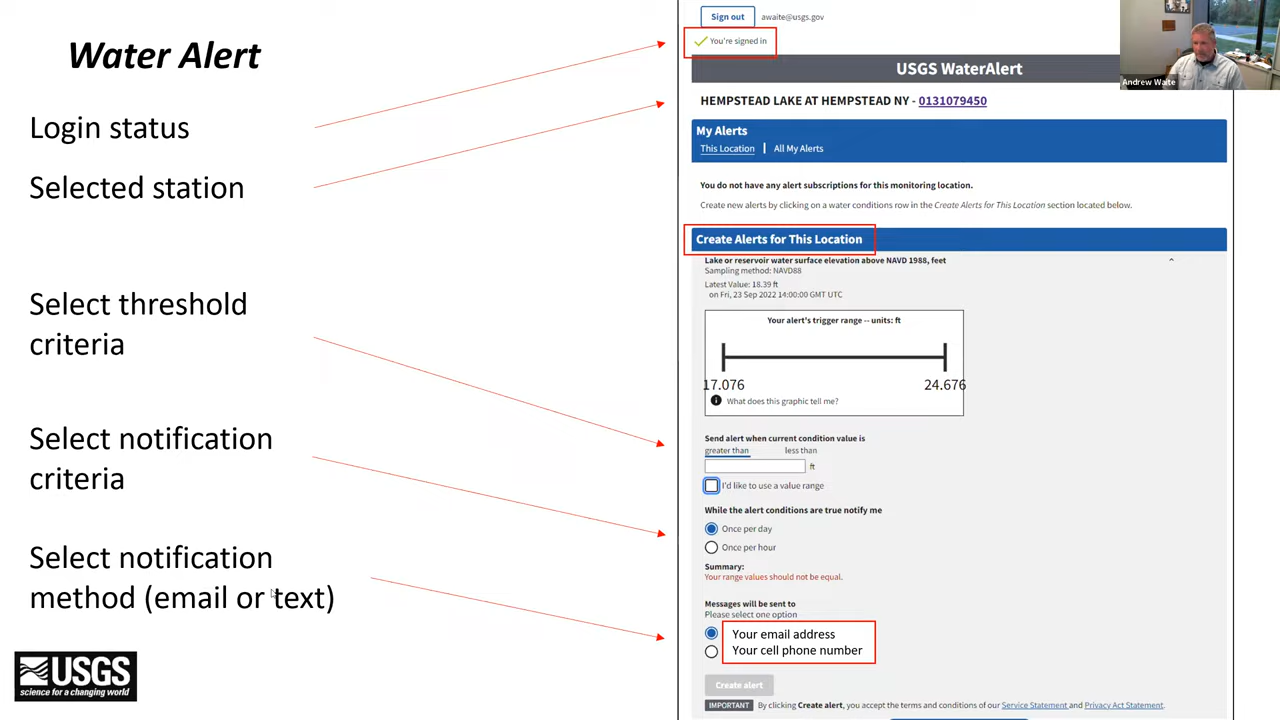 Water Alert
Login status
Selected station
Select threshold
criteria
Select notification
criteria
Select notification
method (email or text)
USGS
science for a changing world
Sign out awaite@usgs.gov
You're signed in
USGS WaterAlert
HEMPSTEAD LAKE AT HEMPSTEAD NY - 0131079450
My Alerts
This Location | All My Alerts
You do not have any alert subscriptions for this monitoring location.
Create new alerts by clicking on a water conditions row in the Create Alerts for This Location section located below.
Create Alerts for This Location
Lake or reservoir water surface elevation above NAVD 1988, feet
Sampling method: NAVD88
Latest Value: 18.39 ft
on Fri, 23 Sep 2022 14:00:00 GMT UTC
Your alert's trigger range -- units: ft
17.076 24.676
What does this graphic tell me?
Send alert when current condition value is
greater than less than
ft
I'd like to use a value range
While the alert conditions are true notify me
Once per day
Once per hour
Summary:
Your range values should not be equal.
Messages will be sent to
Please select one option
Your email address
Your cell phone number
Create alert
IMPORTANT By clicking Create alert, you accept the terms and conditions of our Service Statement and Privacy Act Statement.
Andrew Waite